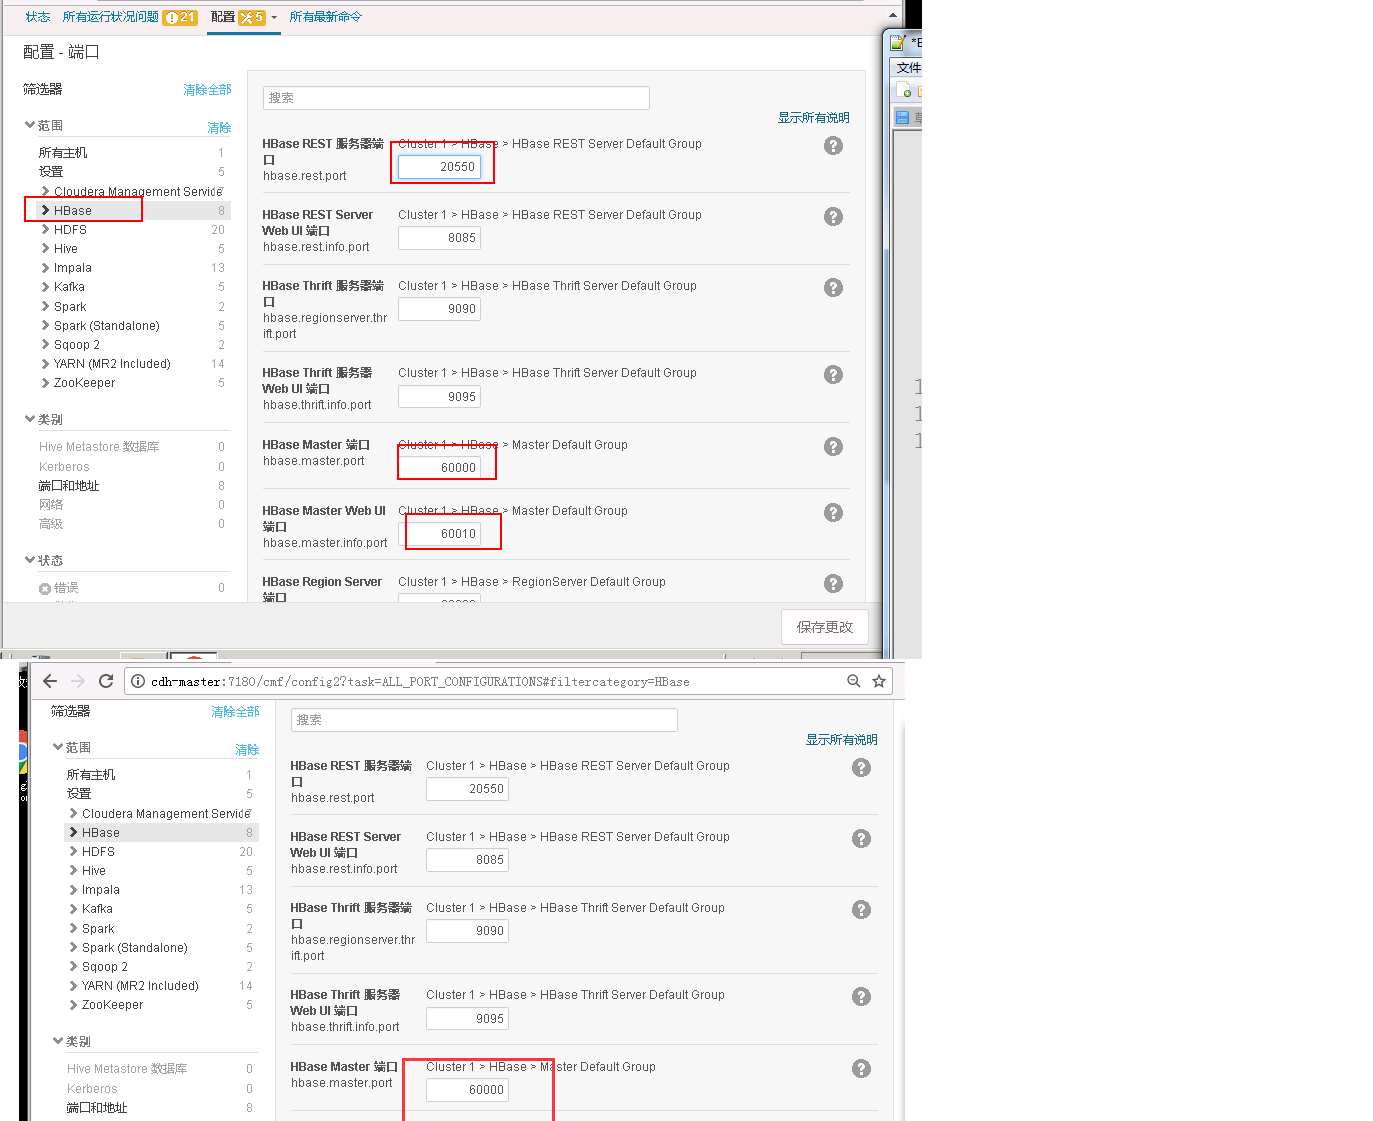 状态 所有运行状况问题 21 配置 5 所有最新命令
配置 - 端口
筛选器 清除全部
搜索
显示所有说明
范围 清除
所有主机 1
设置 5
Cloudera Management Service 7
HBase 8
HDFS 20
Hive 5
Impala 13
Kafka 5
Spark 2
Spark (Standalone) 5
Sqoop 2 2
YARN (MR2 Included) 14
ZooKeeper 5
类别
Hive Metastore 数据库 0
Kerberos 0
端口和地址 8
网络 0
高级 0
状态
错误 0
HBase REST 服务器端 Cluster 1 > HBase > HBase REST Server Default Group
口
hbase.rest.port
20550
HBase REST Server Cluster 1 > HBase > HBase REST Server Default Group
Web UI 端口
hbase.rest.info.port
8085
HBase Thrift 服务器端 Cluster 1 > HBase > HBase Thrift Server Default Group
口
hbase.regionserver.thr
ift.port
9090
HBase Thrift 服务器 Cluster 1 > HBase > HBase Thrift Server Default Group
Web UI 端口
hbase.thrift.info.port
9095
HBase Master 端口 Cluster 1 > HBase > Master Default Group
hbase.master.port
60000
HBase Master Web UI Cluster 1 > HBase > Master Default Group
端口
hbase.master.info.port
60010
HBase Region Server Cluster 1 > HBase > RegionServer Default Group
端口
保存更改
文件
cdh-master:7180/cmf/config2?task=ALL_PORT_CONFIGURATIONS#filtercategory=HBase
筛选器 清除全部
搜索
显示所有说明
范围 清除
所有主机 1
设置 5
Cloudera Management Service 7
HBase 8
HDFS 20
Hive 5
Impala 13
Kafka 5
Spark 2
Spark (Standalone) 5
Sqoop 2 2
YARN (MR2 Included) 14
ZooKeeper 5
类别
Hive Metastore 数据库 0
Kerberos 0
端口和地址 8
HBase REST 服务器端 Cluster 1 > HBase > HBase REST Server Default Group
口
hbase.rest.port
20550
HBase REST Server Cluster 1 > HBase > HBase REST Server Default Group
Web UI 端口
hbase.rest.info.port
8085
HBase Thrift 服务器端 Cluster 1 > HBase > HBase Thrift Server Default Group
口
hbase.regionserver.thr
ift.port
9090
HBase Thrift 服务器 Cluster 1 > HBase > HBase Thrift Server Default Group
Web UI 端口
hbase.thrift.info.port
9095
HBase Master 端口 Cluster 1 > HBase > Master Default Group
hbase.master.port
60000